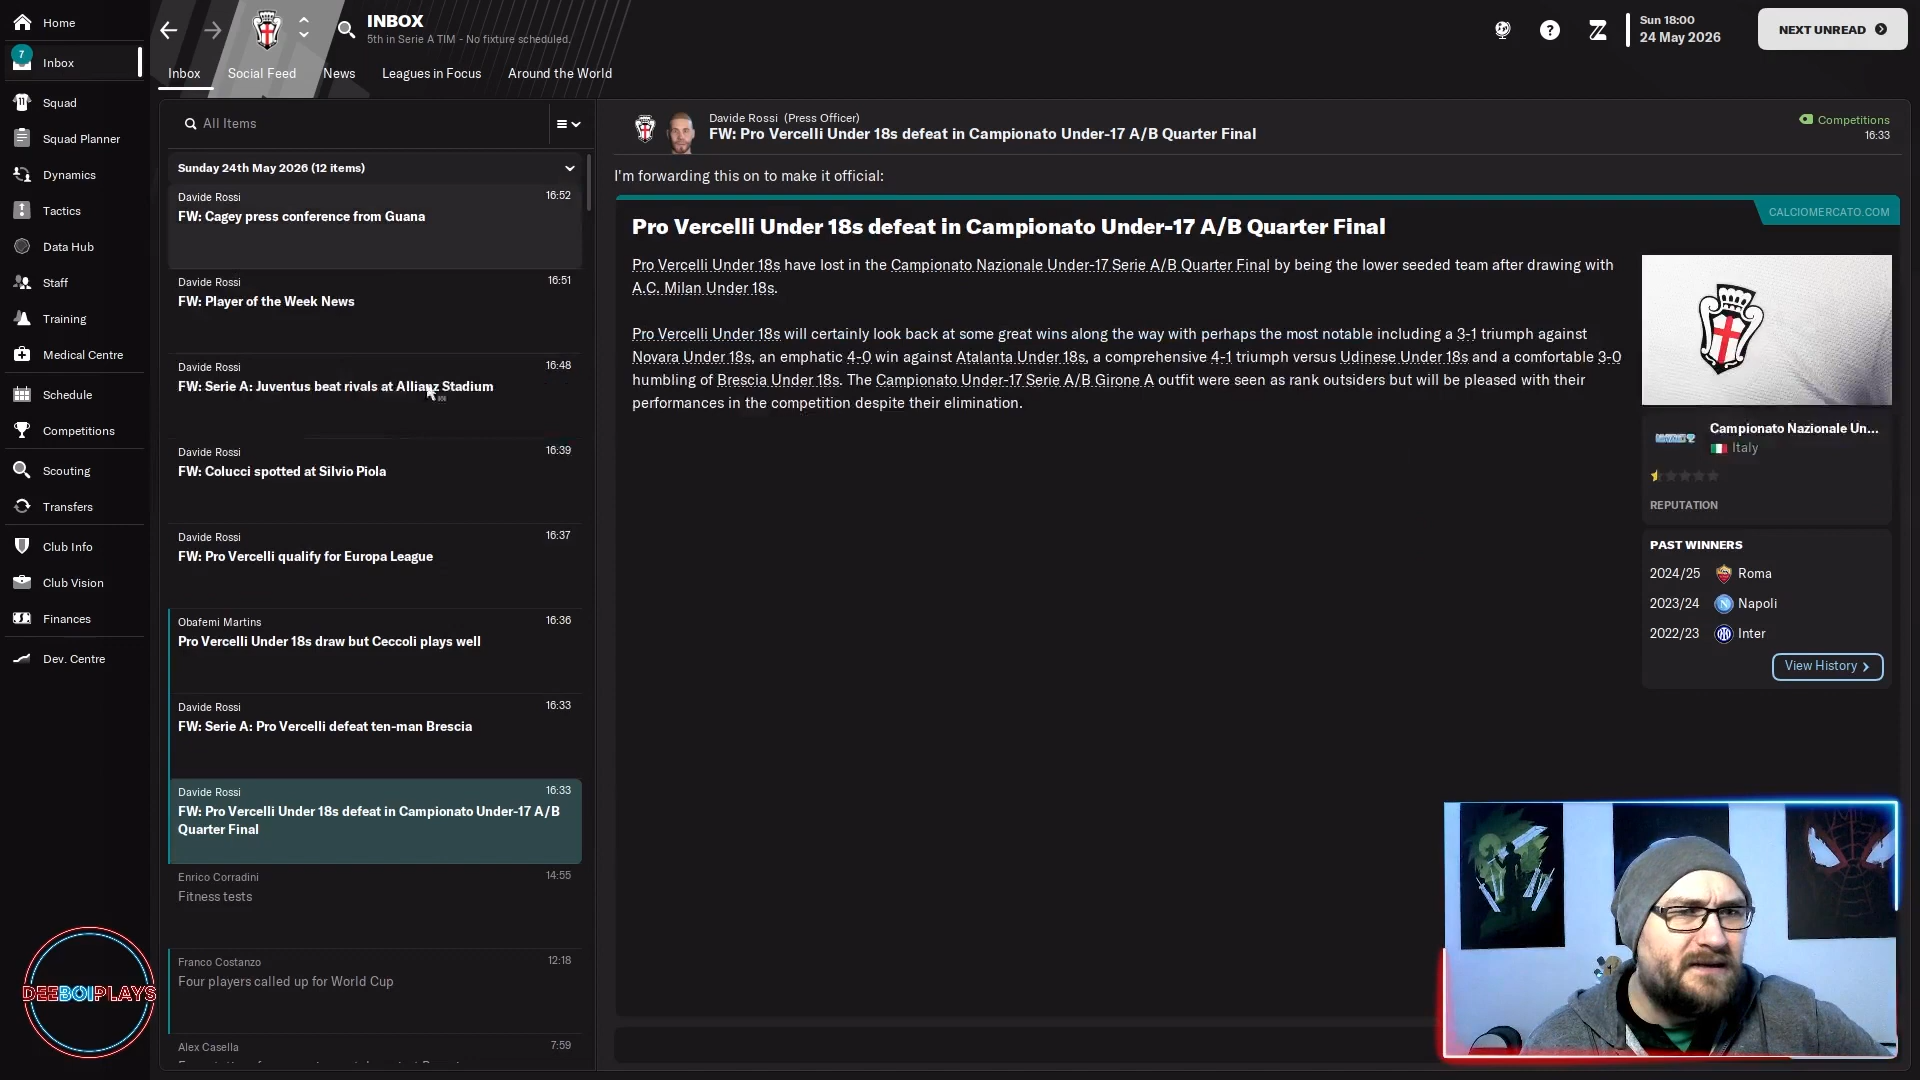 Home
7
Inbox
11
Squad
Squad Planner
Dynamics
Tactics
Data Hub
Staff
Training
Medical Centre
Schedule
Competitions
Scouting
Transfers
Club Info
Club Vision
Finances
Dev. Centre
DEEBOIPLAYS
INBOX
5th in Serie A TIM - No fixture scheduled.
Sun 18:00
24 May 2026
NEXT UNREAD
Inbox
Social Feed
News
Leagues in Focus
Around the World
All Items
Sunday 24th May 2026 (12 items)
Davide Rossi 16:52
FW: Cagey press conference from Guana
Davide Rossi 16:51
FW: Player of the Week News
Davide Rossi 16:48
FW: Serie A: Juventus beat rivals at Allianz Stadium
Davide Rossi 16:39
FW: Colucci spotted at Silvio Piola
Davide Rossi 16:37
FW: Pro Vercelli qualify for Europa League
Obafemi Martins 16:36
Pro Vercelli Under 18s draw but Ceccoli plays well
Davide Rossi 16:33
FW: Serie A: Pro Vercelli defeat ten-man Brescia
Davide Rossi 16:33
FW: Pro Vercelli Under 18s defeat in Campionato Under-17 A/B
Quarter Final
Enrico Corradini 14:55
Fitness tests
Franco Costanzo 12:18
Four players called up for World Cup
Alex Casella 7:59
Davide Rossi (Press Officer)
FW: Pro Vercelli Under 18s defeat in Campionato Under-17 A/B Quarter Final
Competitions
16:33
I'm forwarding this on to make it official:
CALCIOMERCATO.COM
Pro Vercelli Under 18s defeat in Campionato Under-17 A/B Quarter Final
Pro Vercelli Under 18s have lost in the Campionato Nazionale Under-17 Serie A/B Quarter Final by being the lower seeded team after drawing with
A.C. Milan Under 18s.
Pro Vercelli Under 18s will certainly look back at some great wins along the way with perhaps the most notable including a 3-1 triumph against
Novara Under 18s, an emphatic 4-0 win against Atalanta Under 18s, a comprehensive 4-1 triumph versus Udinese Under 18s and a comfortable 3-0
humbling of Brescia Under 18s. The Campionato Under-17 Serie A/B Girone A outfit were seen as rank outsiders but will be pleased with their
performances in the competition despite their elimination.
Campionato Nazionale Un...
Italy
REPUTATION
PAST WINNERS
2024/25 Roma
2023/24 Napoli
2022/23 Inter
View History